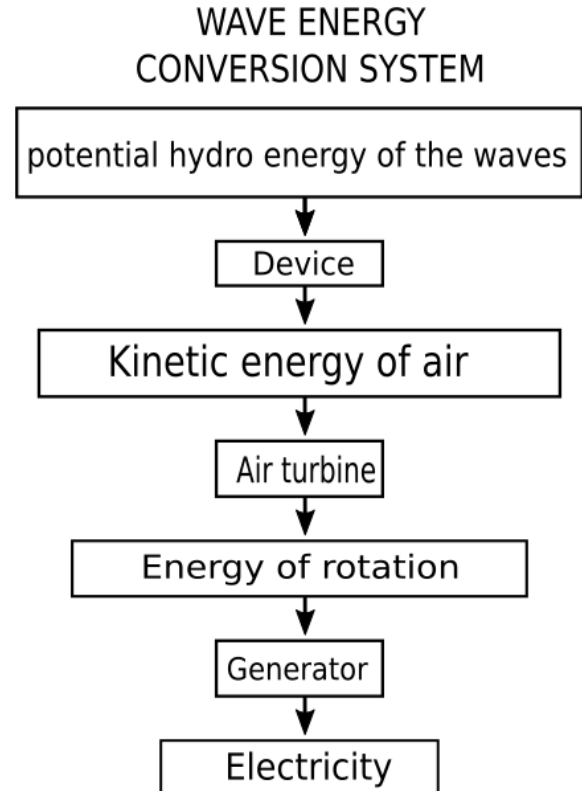 WAVE ENERGY
CONVERSION SYSTEM
potential hydro energy of the waves
Device
Kinetic energy of air
Air turbine
Energy of rotation
Generator
Electricity